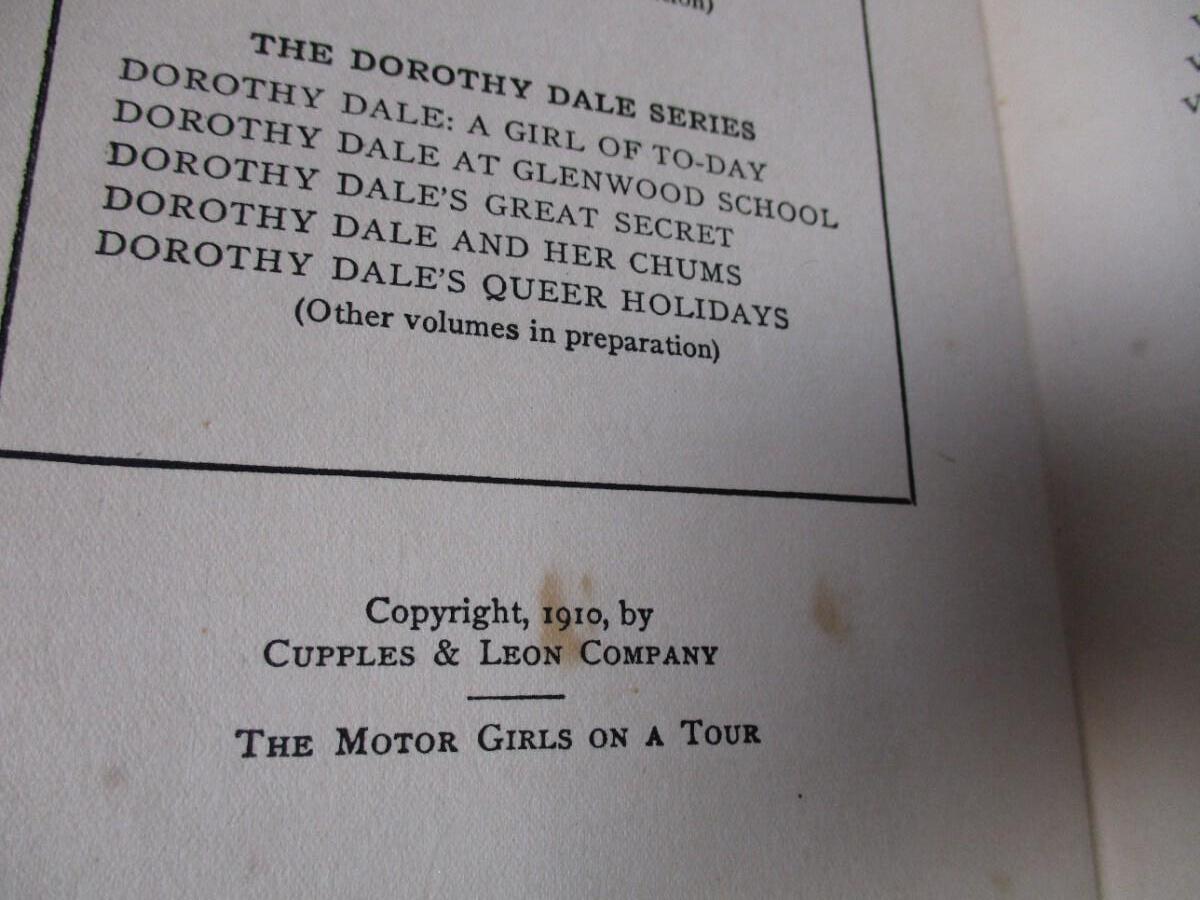 THE DOROTHY DALE SERIES
DOROTHY DALE: A GIRL OF TO-DAY
DOROTHY DALE AT GLENWOOD SCHOOL
DOROTHY DALE'S GREAT SECRET
DOROTHY DALE AND HER CHUMS
DOROTHY DALE'S QUEER HOLIDAYS
(Other volumes in preparation)
Copyright, 1910, by
CUPPLES & LEON COMPANY
THE MOTOR GIRLS ON A TOUR